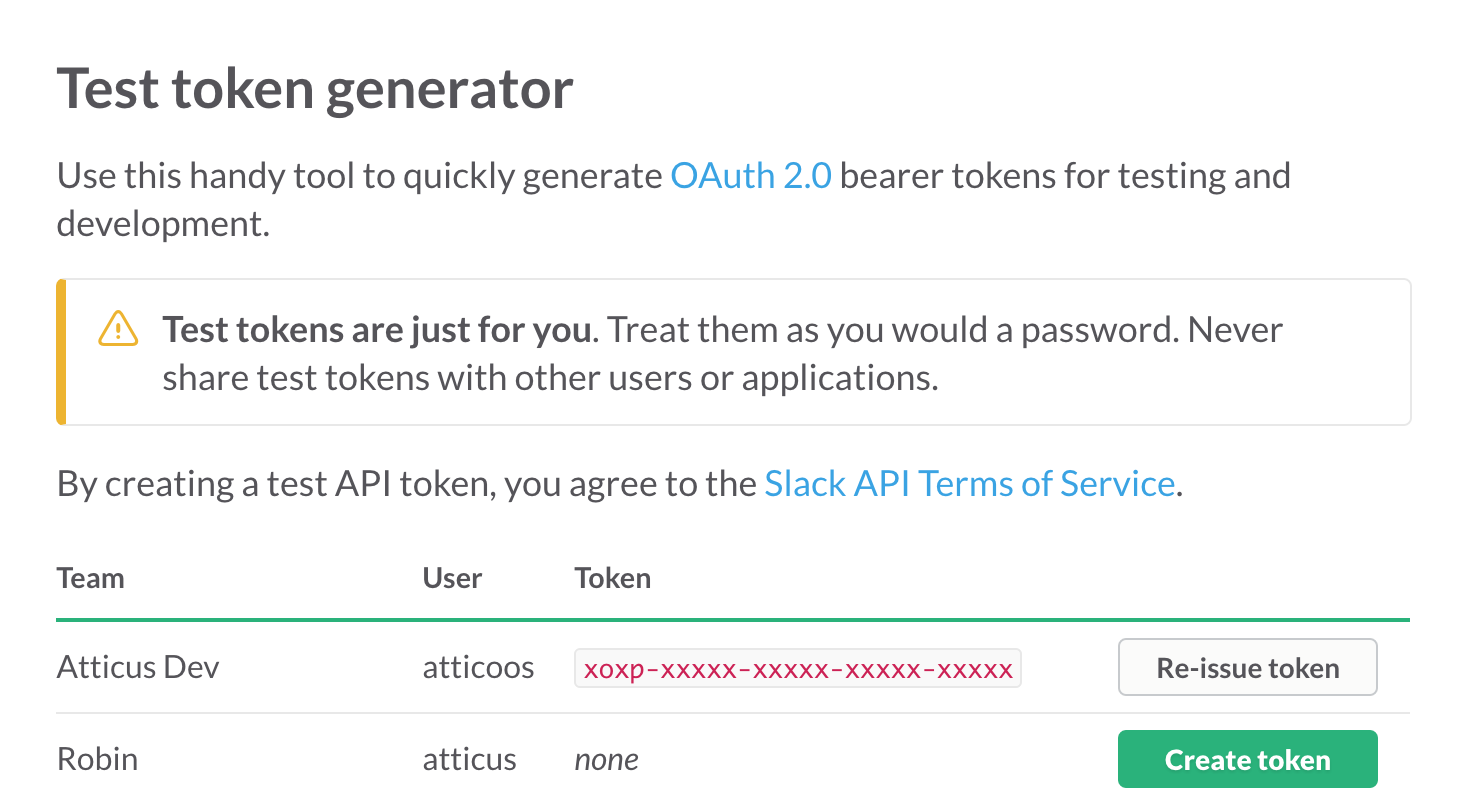 Test token generator
Use this handy tool to quickly generate OAuth 2.0 bearer tokens for testing and
development.
Test tokens are just for you. Treat them as you would a password. Never
share test tokens with other users or applications.
By creating a test API token, you agree to the Slack API Terms of Service.
Team User Token
Atticus Dev atticoos xoxp-xxxxx-xxxxx-xxxxx-xxxxx Re-issue token
Robin atticus none Create token